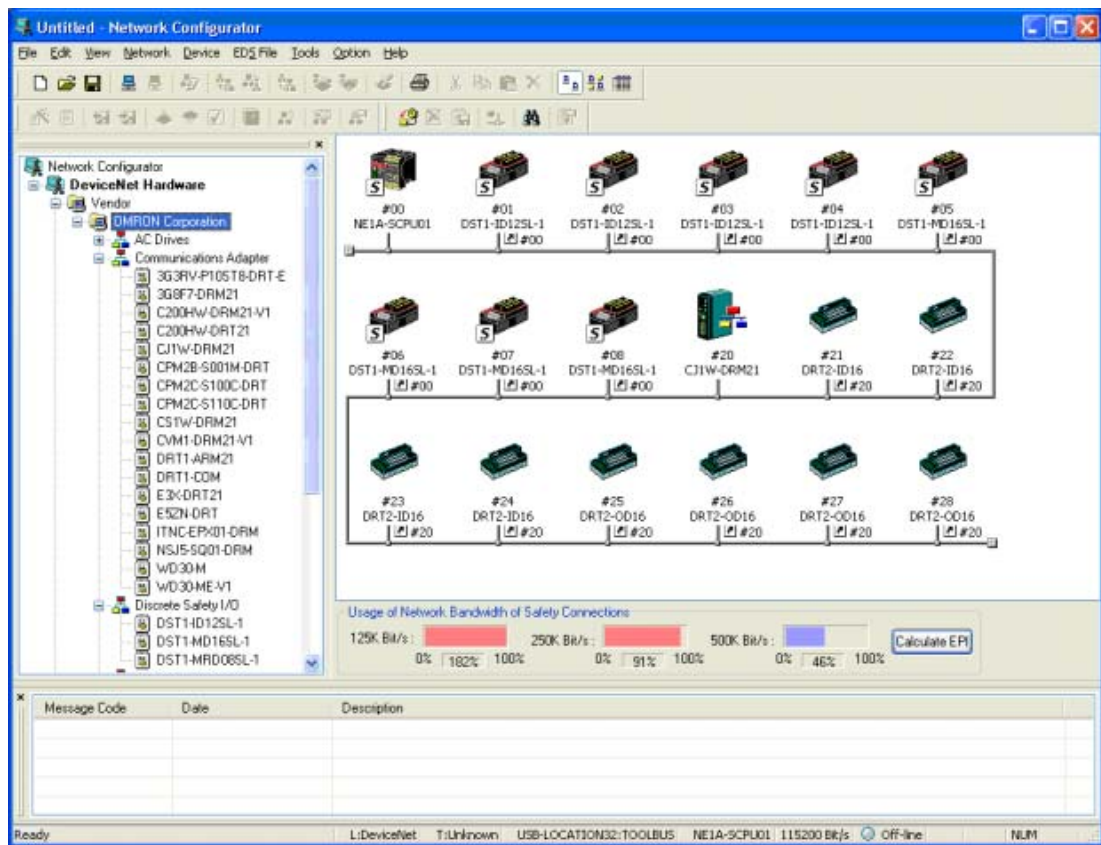 Untitled - Network Configurator
File Edit View Network Device EDS File Tools Option Help
Network Configurator
DeviceNet Hardware
Vendor
OMRON Corporation
AC Drives
Communications Adapter
3G3RV-P10ST8-DRT-E
3G8F7-DRM21
C200HW-DRM21-V1
C200HW-DRT21
CJ1W-DRM21
CPM2B-S001M-DRT
CPM2C-S100C-DRT
CPM2C-S110C-DRT
CS1W-DRM21
CVM1-DRM21-V1
DRT1-ARM21
DRT1-COM
E3X-DRT21
E5ZN-DRT
ITNC-EPX01-DRM
NSJ5-SQ01-DRM
WD30-M
WD30-ME-V1
Discrete Safety I/O
DST1-ID12SL-1
DST1-MD16SL-1
DST1-MRD08SL-1
S S S S S S
#00 #01 #02 #03 #04 #05
NE1A-SCPU01 DST1-ID12SL-1 DST1-ID12SL-1 DST1-ID12SL-1 DST1-ID12SL-1 DST1-MD16SL-1
#00 #00 #00 #00 #00
S S S
#06 #07 #08 #20 #21 #22
DST1-MD16SL-1 DST1-MD16SL-1 DST1-MD16SL-1 CJ1W-DRM21 DRT2-ID16 DRT2-ID16
#00 #00 #00 #20 #20
#23 #24 #25 #26 #27 #28
DRT2-ID16 DRT2-ID16 DRT2-OD16 DRT2-OD16 DRT2-OD16 DRT2-OD16
#20 #20 #20 #20 #20 #20
Usage of Network Bandwidth of Safety Connections
125K Bit/s : 250K Bit/s : 500K Bit/s : Calculate EPI
0% 182% 100% 0% 91% 100% 0% 46% 100%
Message Code Date Description
Ready L:DeviceNet T:Unknown USB-LOCATION32:TOOLBUS NE1A-SCPU01 115200 Bit/s Off-line NUM